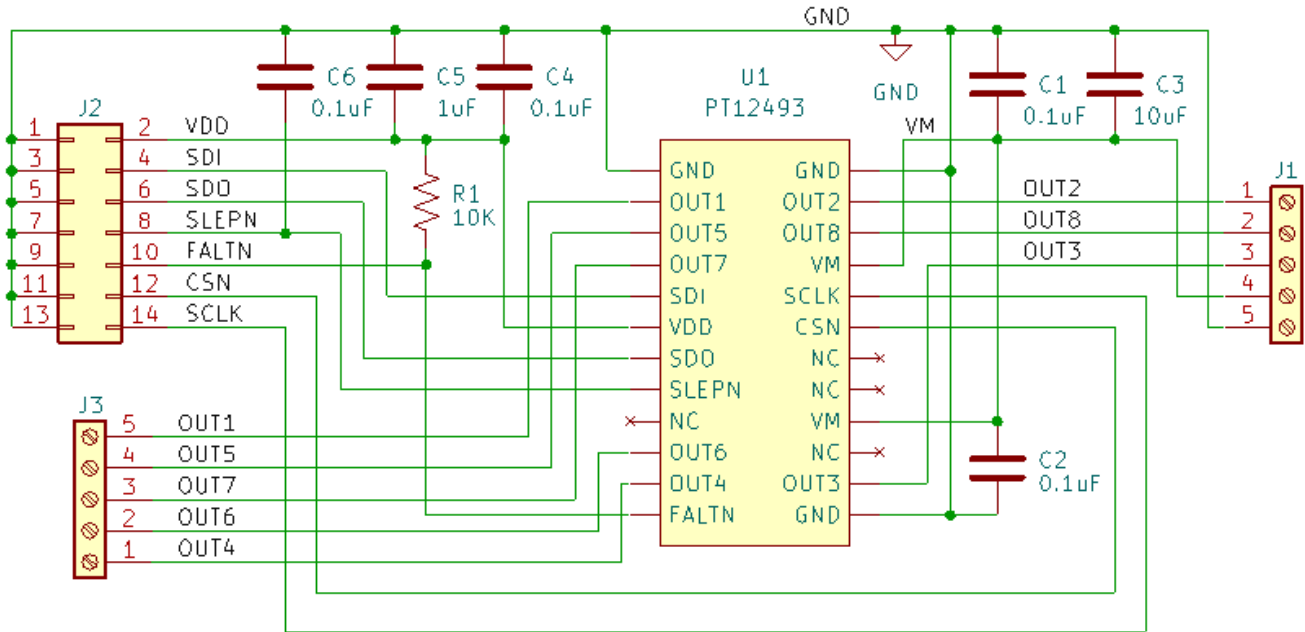 GND
J2
1 2 VDD
3 4 SDI
5 6 SDO
7 8 SLEPN
9 10 FALTN
11 12 CSN
13 14 SCLK
C6
0.1uF
C5
1uF
C4
0.1uF
R1
10K
U1
PT12493
GND GND
OUT1 OUT2
OUT5 OUT8
OUT7 VM
SDI SCLK
VDD CSN
SDO NC
SLEPN NC
NC VM
OUT6 NC
OUT4 OUT3
FALTN GND
GND
VM
C1
0.1uF
C3
10uF
J1
OUT2 1
OUT8 2
OUT3 3
4
5
C2
0.1uF
J3
5 OUT1
4 OUT5
3 OUT7
2 OUT6
1 OUT4